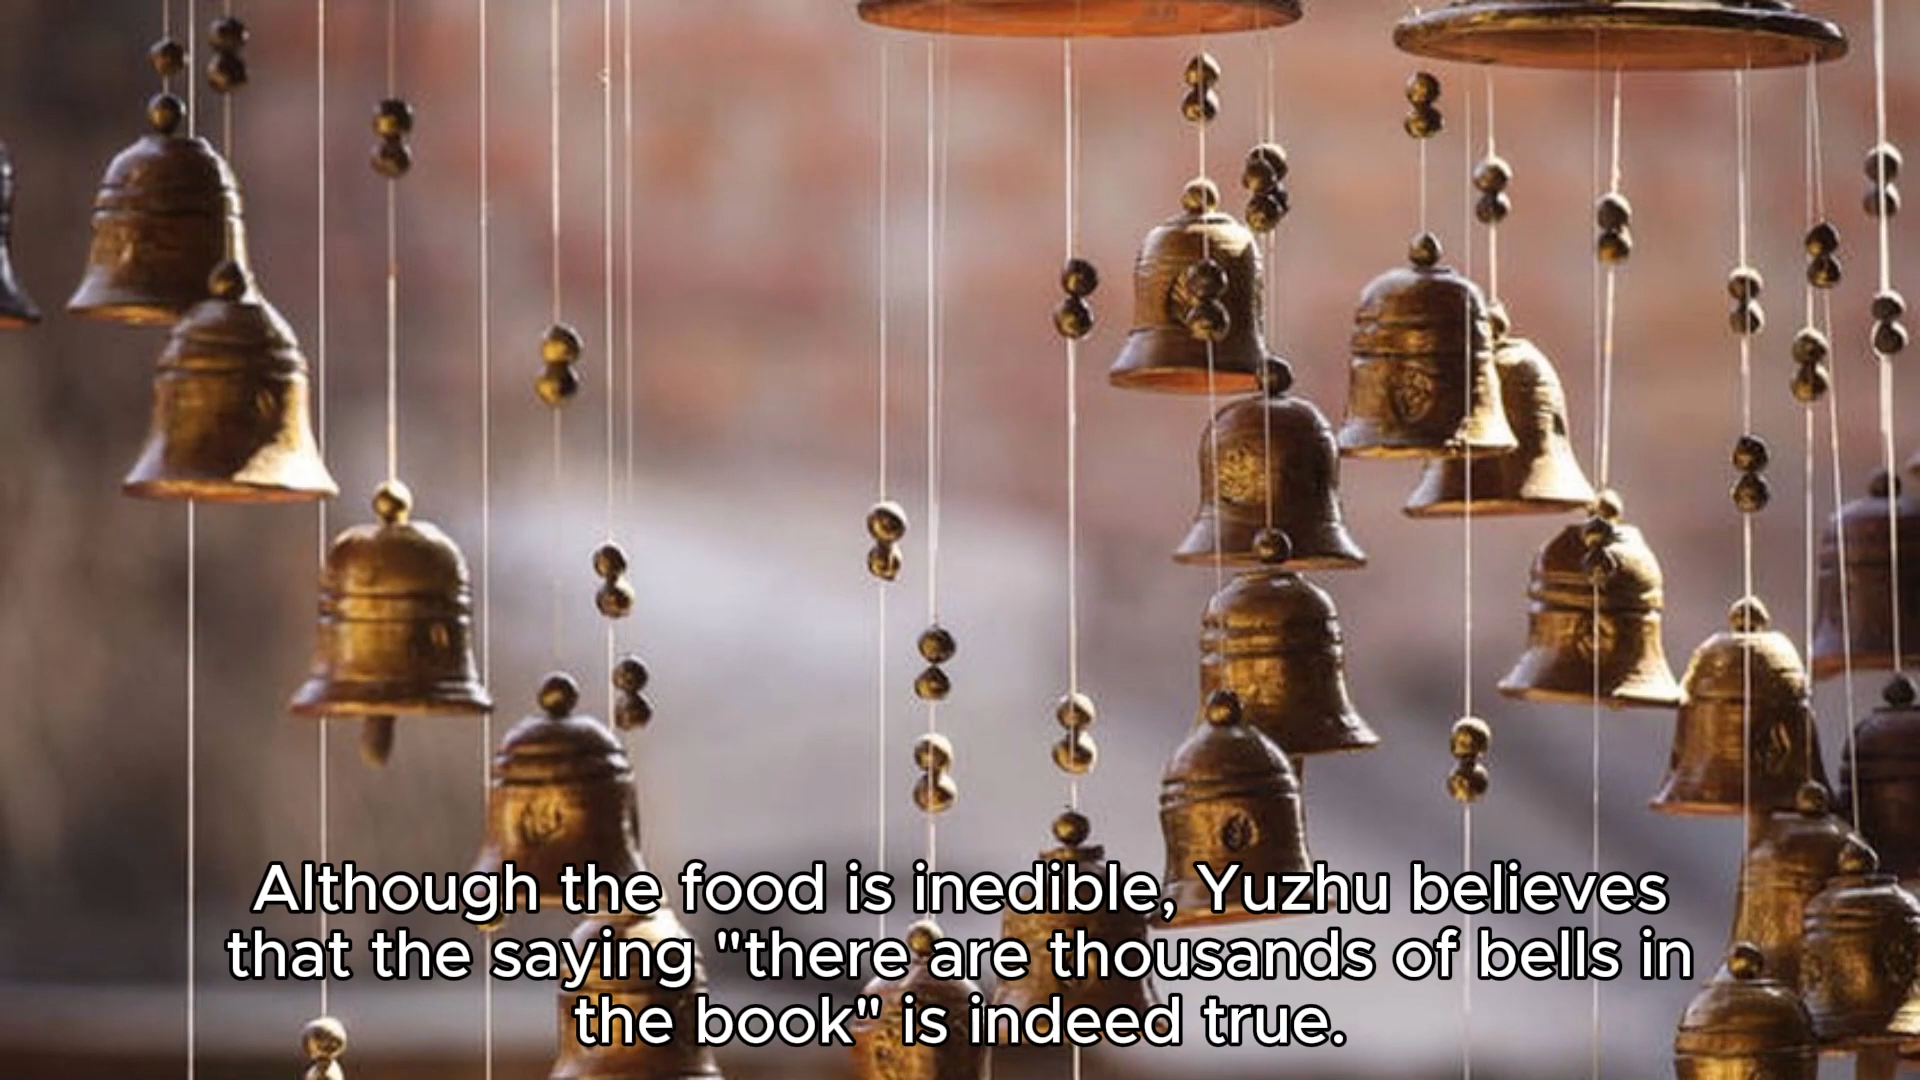 Although the food is inedible, Yuzhu believes
that the saying "there are thousands of bells in
the book" is indeed true.